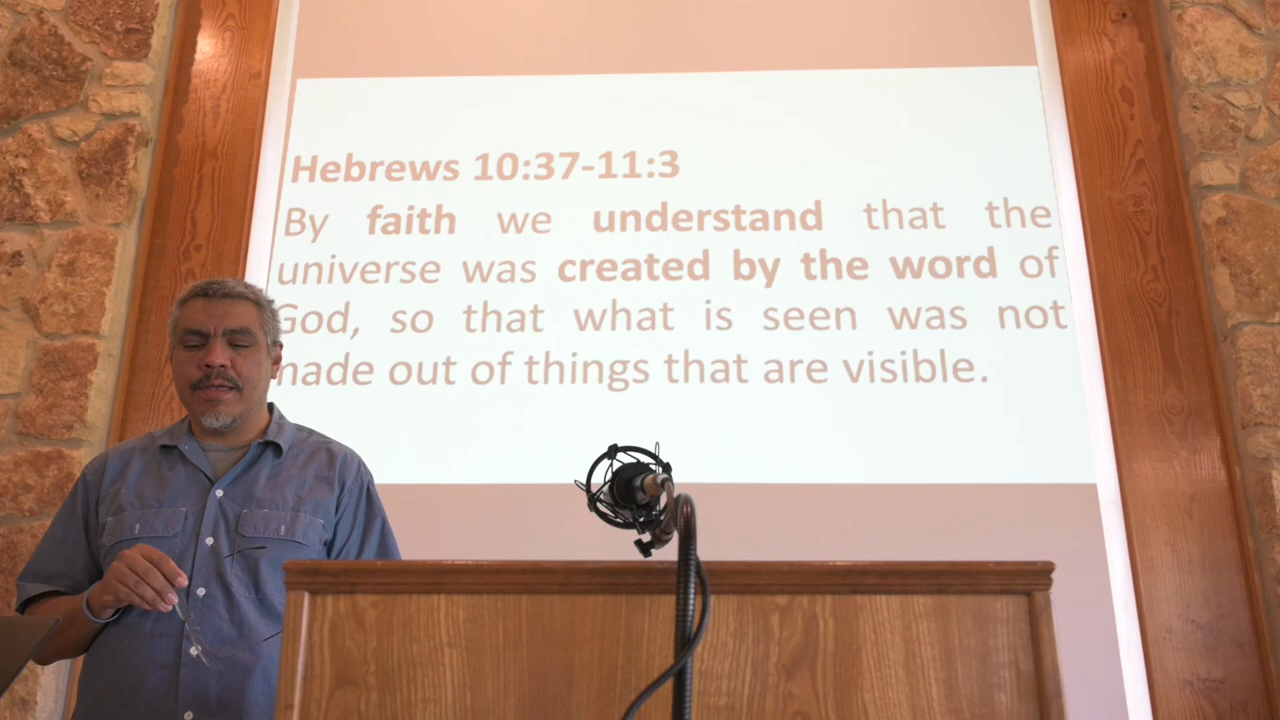 Hebrews 10:37-11:3
By faith we understand that the
universe was created by the word of
God, so that what is seen was not
made out of things that are visible.